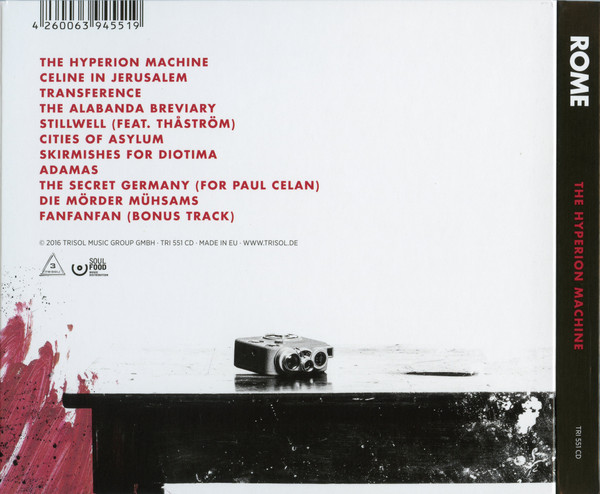 4 260063 945519
THE HYPERION MACHINE
CELINE IN JERUSALEM
TRANSFERENCE
THE ALABANDA BREVIARY
STILLWELL (FEAT. THÅSTRÖM)
CITIES OF ASYLUM
SKIRMISHES FOR DIOTIMA
ADAMAS
THE SECRET GERMANY (FOR PAUL CELAN)
DIE MÖRDER MÜHSAMS
FANFANFAN (BONUS TRACK)
© 2016 TRISOL MUSIC GROUP GMBH · TRI 551 CD · MADE IN EU · WWW.TRISOL.DE
3
TRISOL
SOUL
FOOD
ROME
THE HYPERION MACHINE
TRI 551 CD